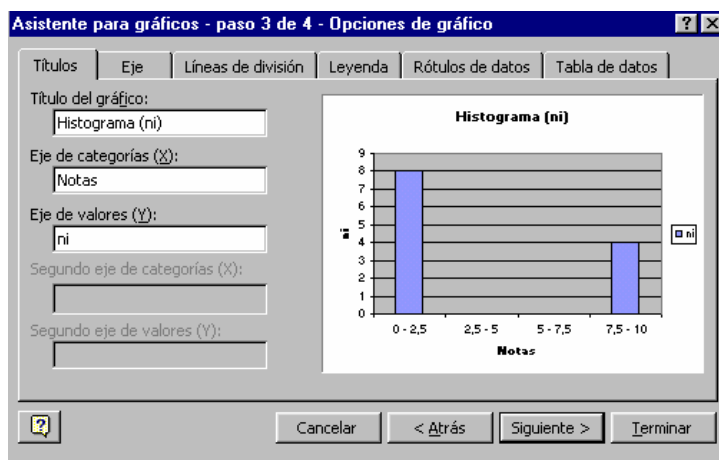 Asistente para gráficos - paso 3 de 4 - Opciones de gráfico
Títulos Eje Líneas de división Leyenda Rótulos de datos Tabla de datos
Título del gráfico:
Histograma (ni)
Eje de categorías (X):
Notas
Eje de valores (Y):
ni
Segundo eje de categorías (X):
Segundo eje de valores (Y):
Histograma (ni)
9
8
7
6
5
4
3
2
1
0
ni
0 - 2,5 2,5 - 5 5 - 7,5 7,5 - 10
Notas
ni
Cancelar < Atrás Siguiente > Terminar